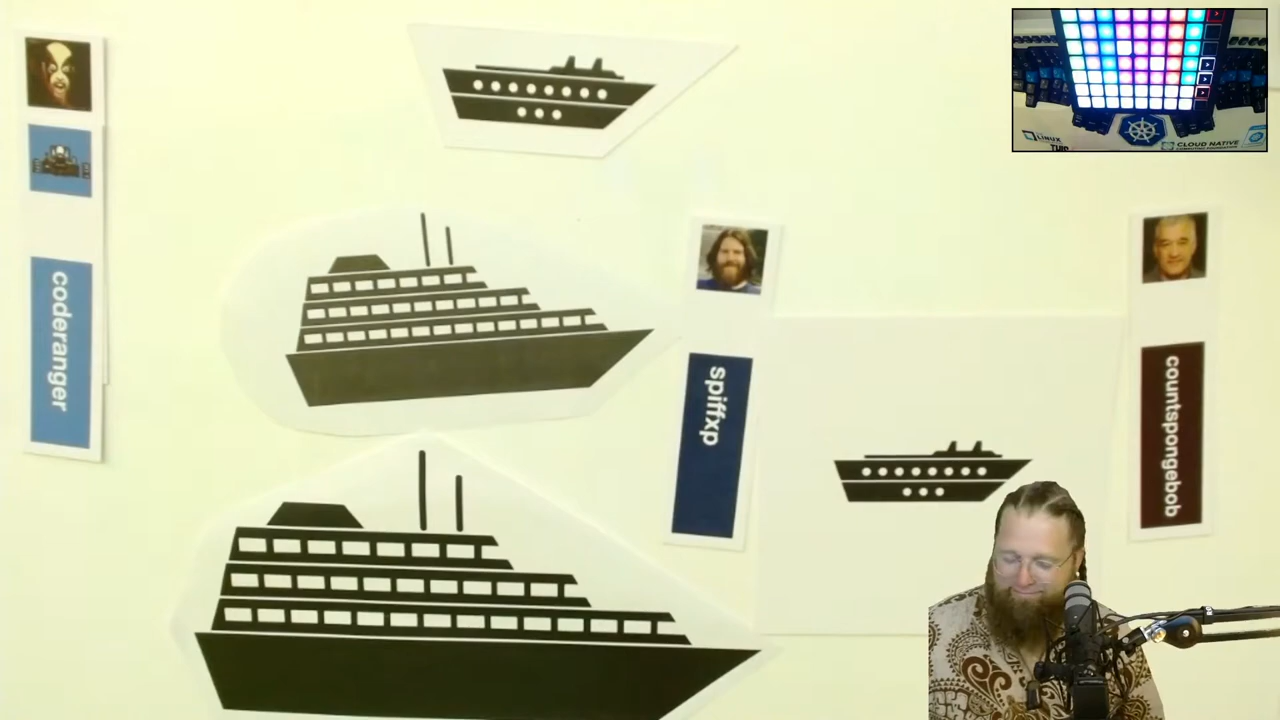 coderanger
spiffxp
countspongebob
LINUX
CLOUD NATIVE